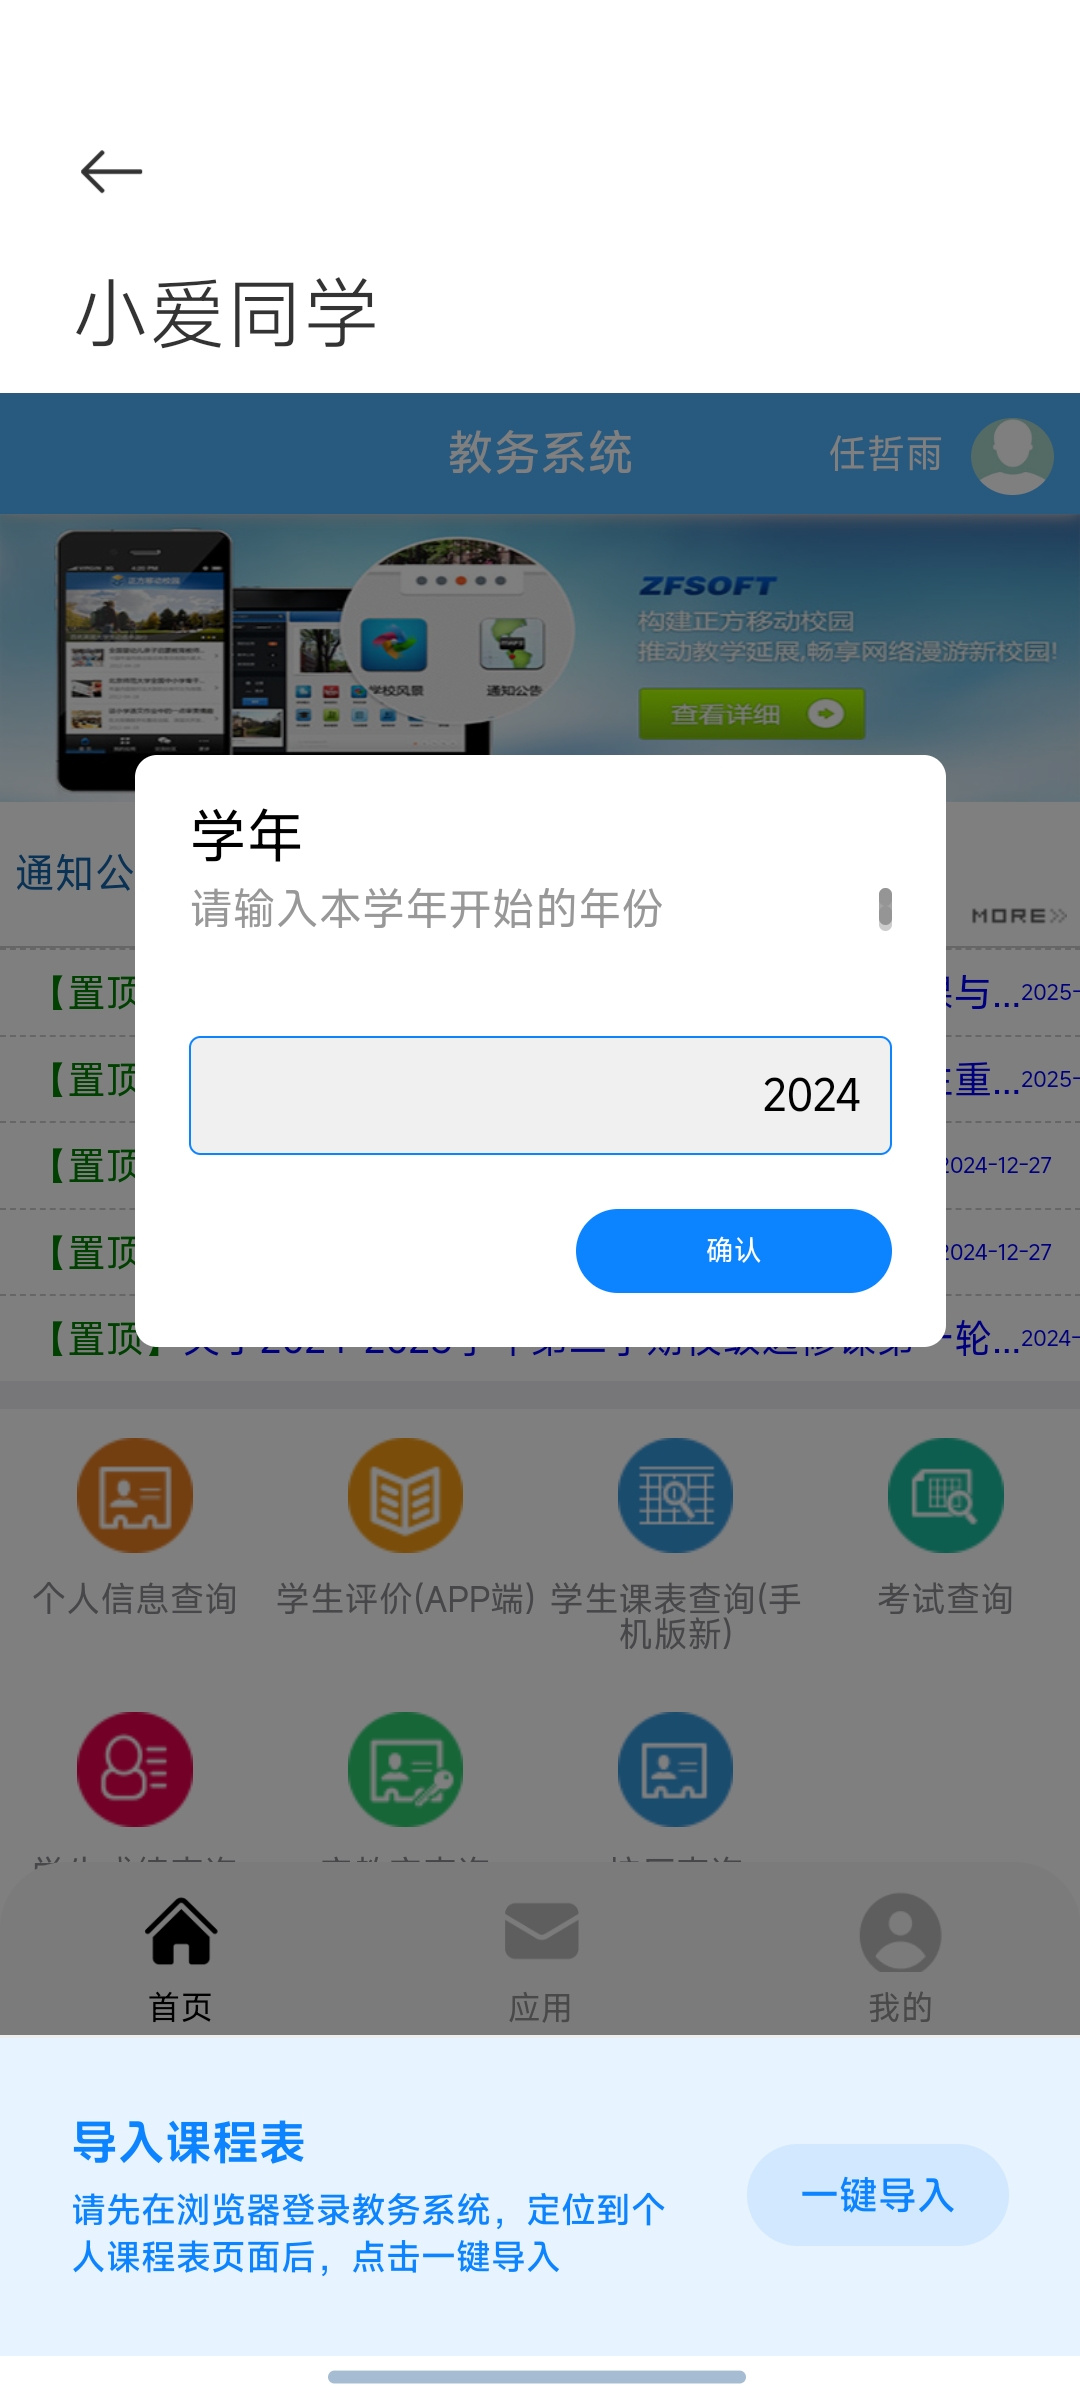 小爱同学
教务系统
任哲雨
ZFSOFT
构建正方移动校园
推动教学延展,畅享网络漫游新校园!
查看详细
正方移动校园
学校风景
通知公告
学年
请输入本学年开始的年份
2024
确认
通知公
MORE
【置顶
与...2025-
【置顶
重...2025-
【置顶
2024-12-27
【置顶
2024-12-27
【置顶】
轮...2024-
个人信息查询
学生评价(APP端)
学生课表查询(手
机版新)
考试查询
首页
应用
我的
导入课程表
请先在浏览器登录教务系统，定位到个
人课程表页面后，点击一键导入
一键导入